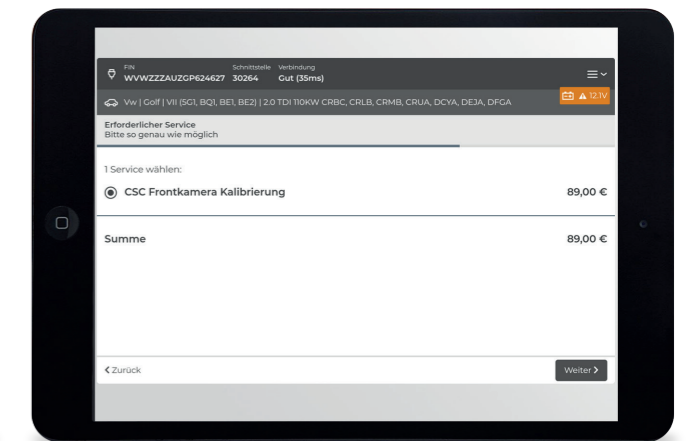 FIN Schnittstelle Verbindung
WVWZZZAUZGP624627 30264 Gut (35ms)
Vw | Golf | VII (5G1, BQ1, BE1, BE2) | 2.0 TDI 110KW CRBC, CRLB, CRMB, CRUA, DCYA, DEJA, DFGA
12.1V
Erforderlicher Service
Bitte so genau wie möglich
1 Service wählen:
CSC Frontkamera Kalibrierung 89,00 €
Summe 89,00 €
Zurück
Weiter